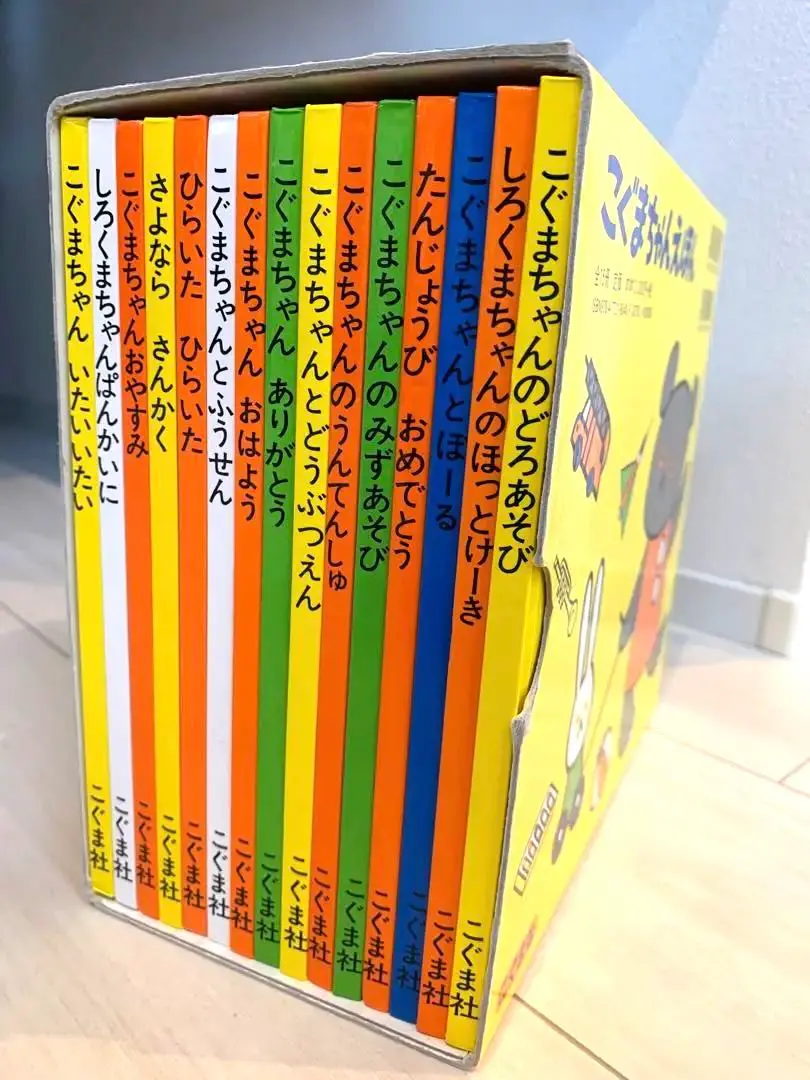 こぐまちゃんのどろあそび
こぐま社
しろくまちゃんのほっとけーき
こぐま社
こぐまちゃんとぼーる
こぐま社
たんじょうび おめでとう
こぐま社
こぐまちゃんのみずあそび
こぐま社
こぐまちゃんのうんてんしゅ
こぐま社
こぐまちゃんとどうぶつえん
こぐま社
こぐまちゃん ありがとう
こぐま社
こぐまちゃん おはよう
こぐま社
こぐまちゃんとふうせん
こぐま社
ひらいた ひらいた
こぐま社
さよなら さんかく
こぐま社
こぐまちゃんおやすみ
こぐま社
しろくまちゃんぱんかいに
こぐま社
こぐまちゃん いたいいたい
こぐま社
こぐまちゃんえほん